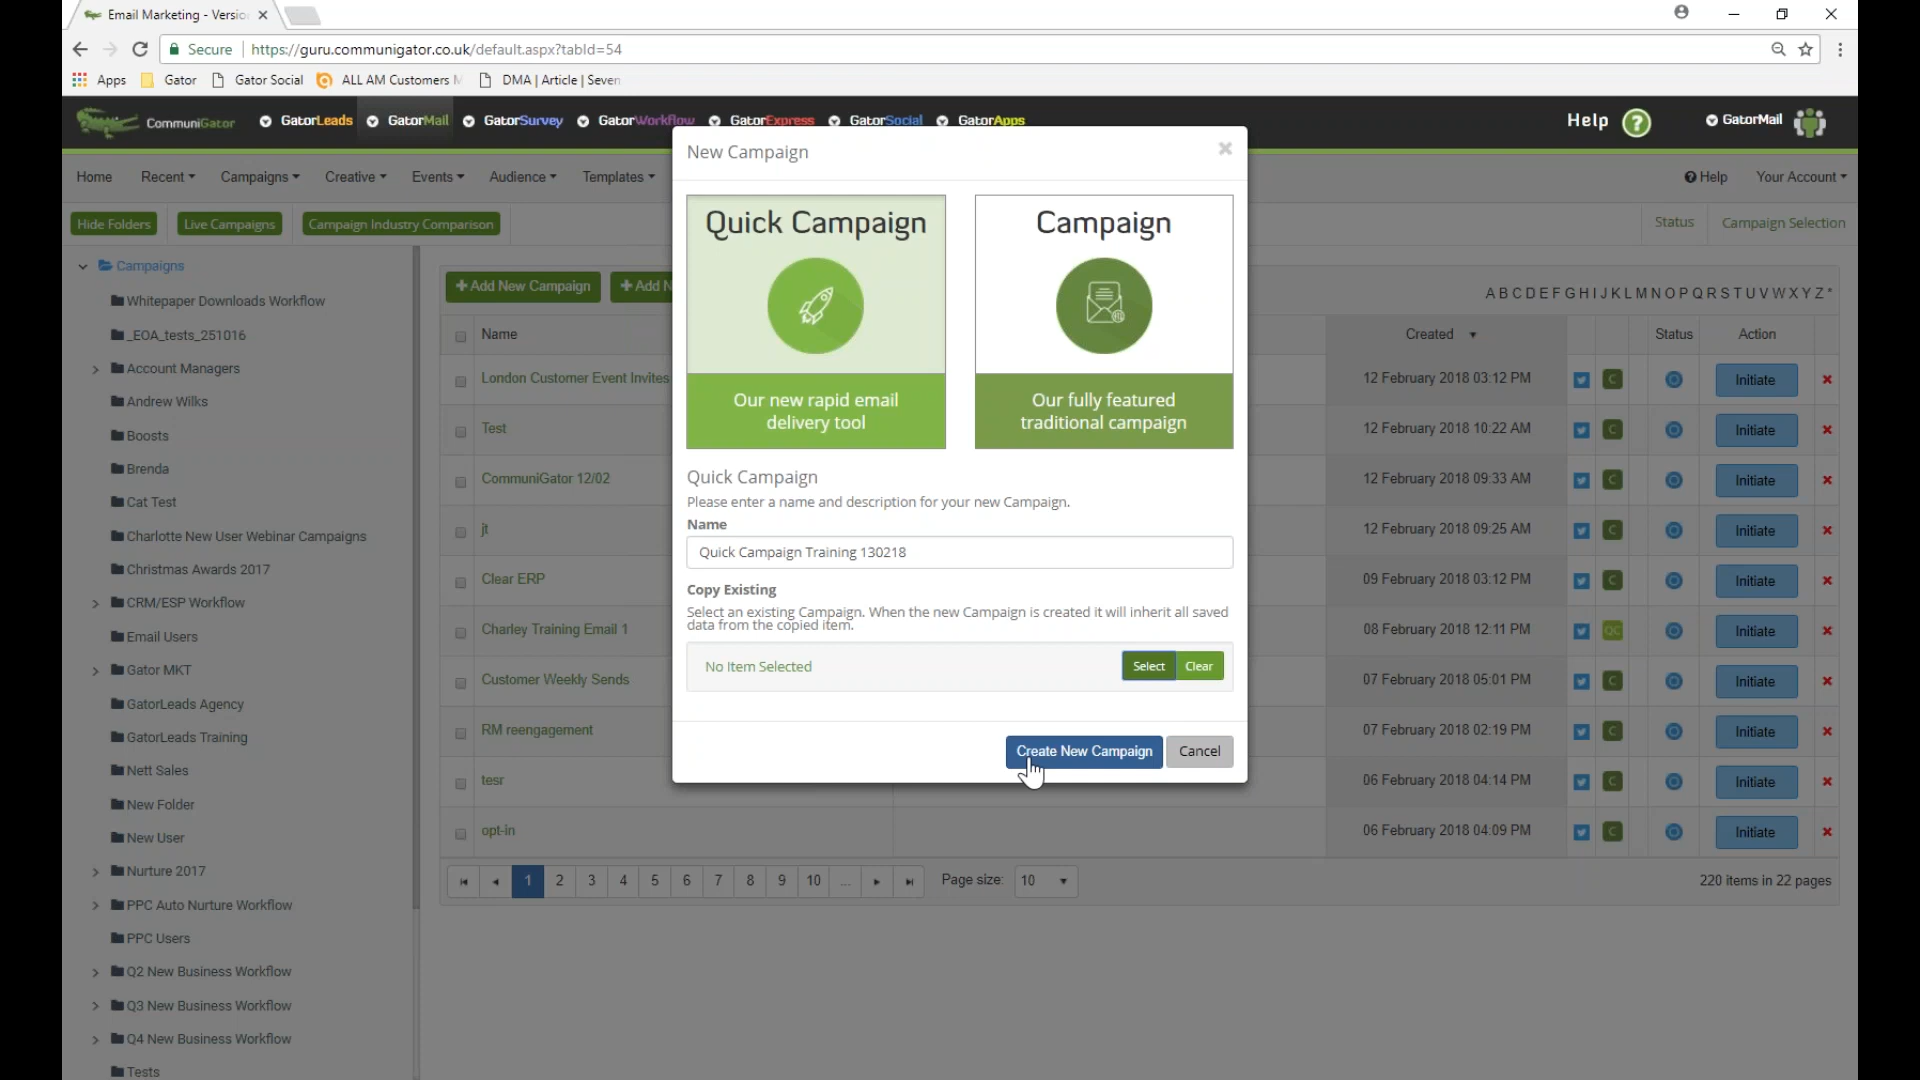 Email Marketing - Versio
Secure
https://guru.communigator.co.uk/default.aspx?tabId=54
Apps
Gator
Gator Social
ALL AM Customers M
DMA | Article | Seven
CommuniGator
GatorLeads
GatorMail
GatorSurvey
GatorWorkflow
GatorExpress
GatorSocial
GatorApps
Help
GatorMail
Home
Recent
Campaigns
Creative
Events
Audience
Templates
Help
Your Account
Hide Folders
Live Campaigns
Campaign Industry Comparison
Status
Campaign Selection
Campaigns
Whitepaper Downloads Workflow
_EOA_tests_251016
Account Managers
Andrew Wilks
Boosts
Brenda
Cat Test
Charlotte New User Webinar Campaigns
Christmas Awards 2017
CRM/ESP Workflow
Email Users
Gator MKT
GatorLeads Agency
GatorLeads Training
Nett Sales
New Folder
New User
Nurture 2017
PPC Auto Nurture Workflow
PPC Users
Q2 New Business Workflow
Q3 New Business Workflow
Q4 New Business Workflow
Tests
+Add New Campaign
+Add N
A B C D E F G H I J K L M N O P Q R S T U V W X Y Z *
Name
Created
Status
Action
London Customer Event Invites
12 February 2018 03:12 PM
C
Initiate
Test
12 February 2018 10:22 AM
C
Initiate
CommuniGator 12/02
12 February 2018 09:33 AM
C
Initiate
jt
12 February 2018 09:25 AM
C
Initiate
Clear ERP
09 February 2018 03:12 PM
C
Initiate
Charley Training Email 1
08 February 2018 12:11 PM
QC
Initiate
Customer Weekly Sends
07 February 2018 05:01 PM
C
Initiate
RM reengagement
07 February 2018 02:19 PM
C
Initiate
tesr
06 February 2018 04:14 PM
C
Initiate
opt-in
06 February 2018 04:09 PM
C
Initiate
1 2 3 4 5 6 7 8 9 10 ...
Page size:
10
220 items in 22 pages
New Campaign
Quick Campaign
Our new rapid email
delivery tool
Campaign
Our fully featured
traditional campaign
Quick Campaign
Please enter a name and description for your new Campaign.
Name
Quick Campaign Training 130218
Copy Existing
Select an existing Campaign. When the new Campaign is created it will inherit all saved
data from the copied item.
No Item Selected
Select
Clear
Create New Campaign
Cancel